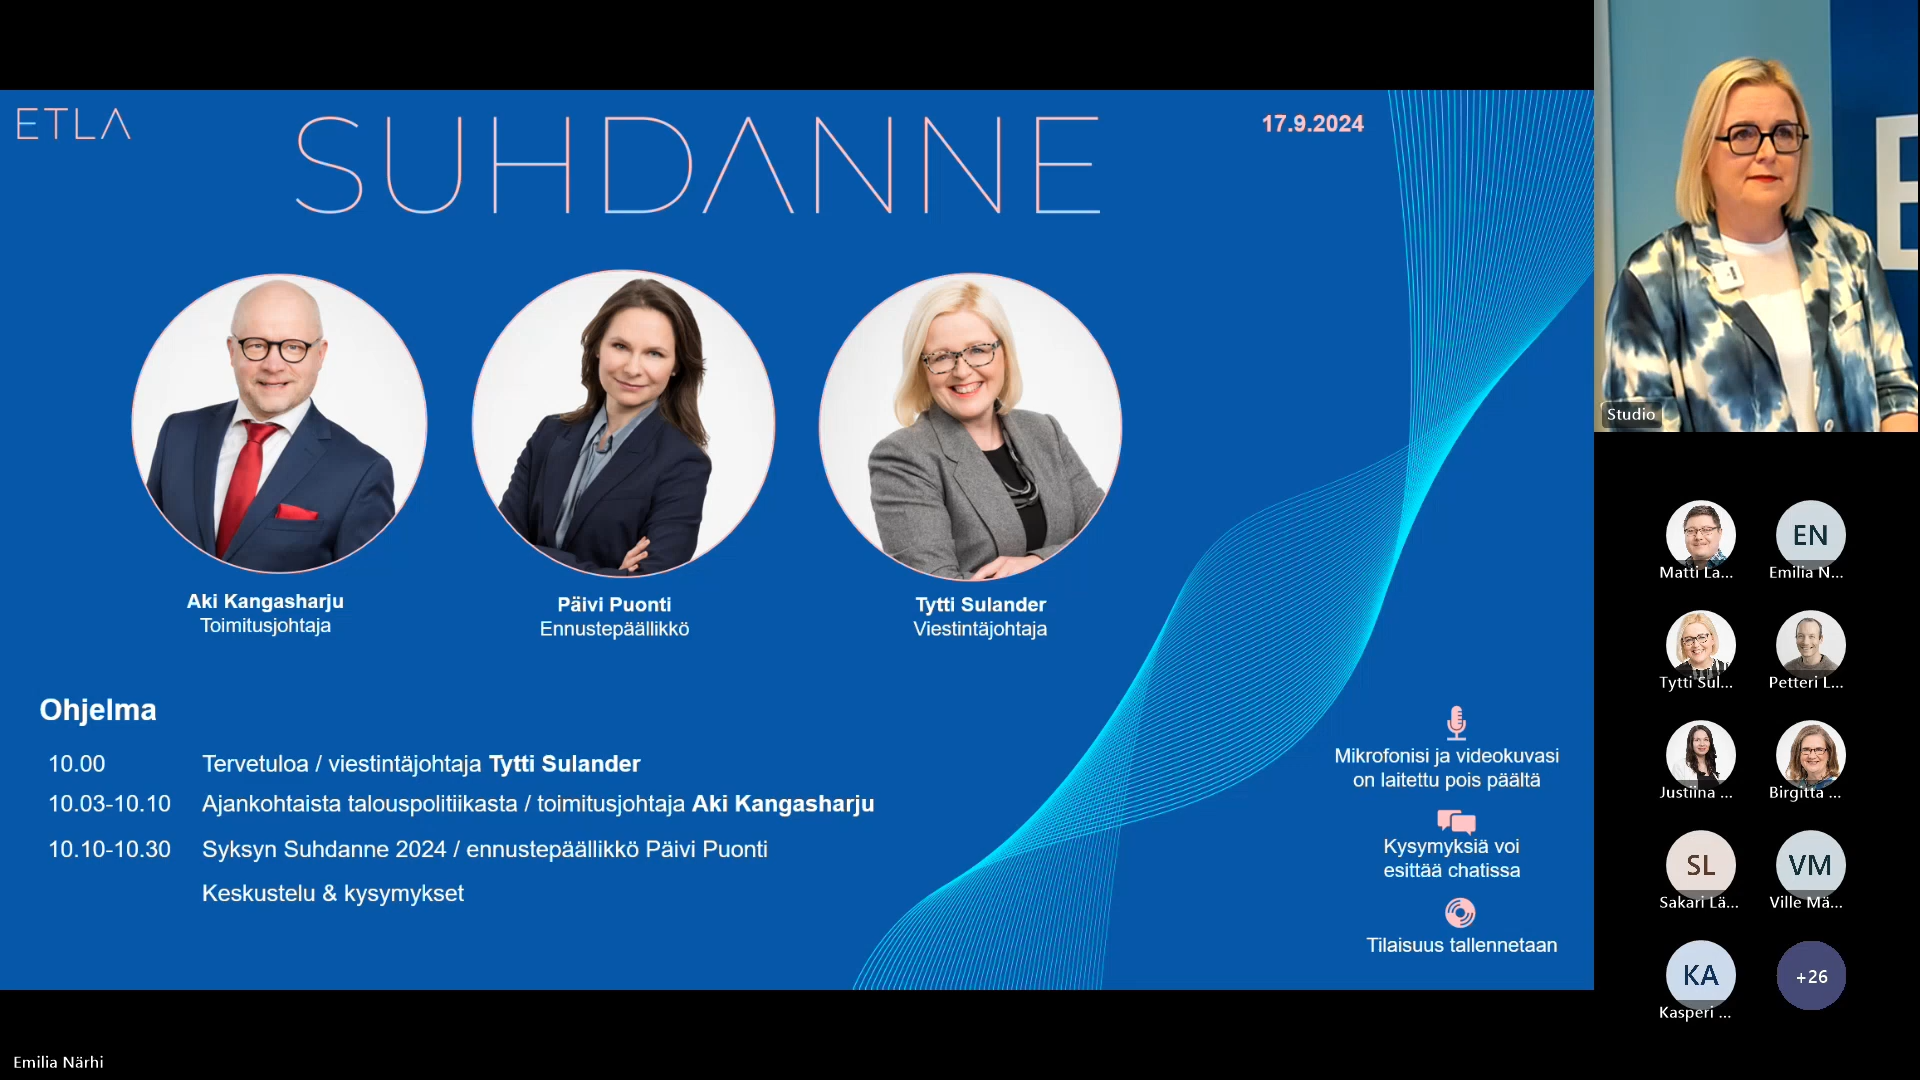 ETLA
SUHDANNE
17.9.2024
Aki Kangasharju
Toimitusjohtaja
Päivi Puonti
Ennustepäällikkö
Tytti Sulander
Viestintäjohtaja
Ohjelma
10.00 Tervetuloa / viestintäjohtaja Tytti Sulander
10.03-10.10 Ajankohtaista talouspolitiikasta / toimitusjohtaja Aki Kangasharju
10.10-10.30 Syksyn Suhdanne 2024 / ennustepäällikkö Päivi Puonti
Keskustelu & kysymykset
Mikrofonisi ja videokuvasi
on laitettu pois päältä
Kysymyksiä voi
esittää chatissa
Tilaisuus tallennetaan
E
Studio
Matti La...
EN
Emilia N...
Tytti Sul...
Petteri L...
Justiina ...
Birgitta ...
SL
Sakari Lä...
VM
Ville Mä...
KA
Kasperi ...
+26
Emilia Närhi